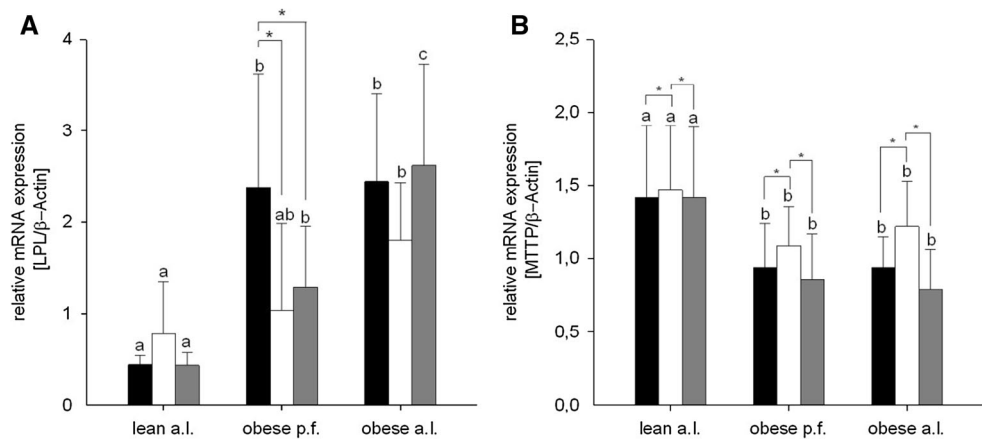 A
relative mRNA expression
[LPL/β–Actin]
4
3
2
1
0
a
a
a
b
ab
b
b
b
c
*
*
lean a.l.
obese p.f.
obese a.l.
B
relative mRNA expression
[MTTP/β–Actin]
2,5
2,0
1,5
1,0
0,5
0,0
*
*
a
a
a
*
*
b
b
b
*
*
b
b
b
lean a.l.
obese p.f.
obese a.l.